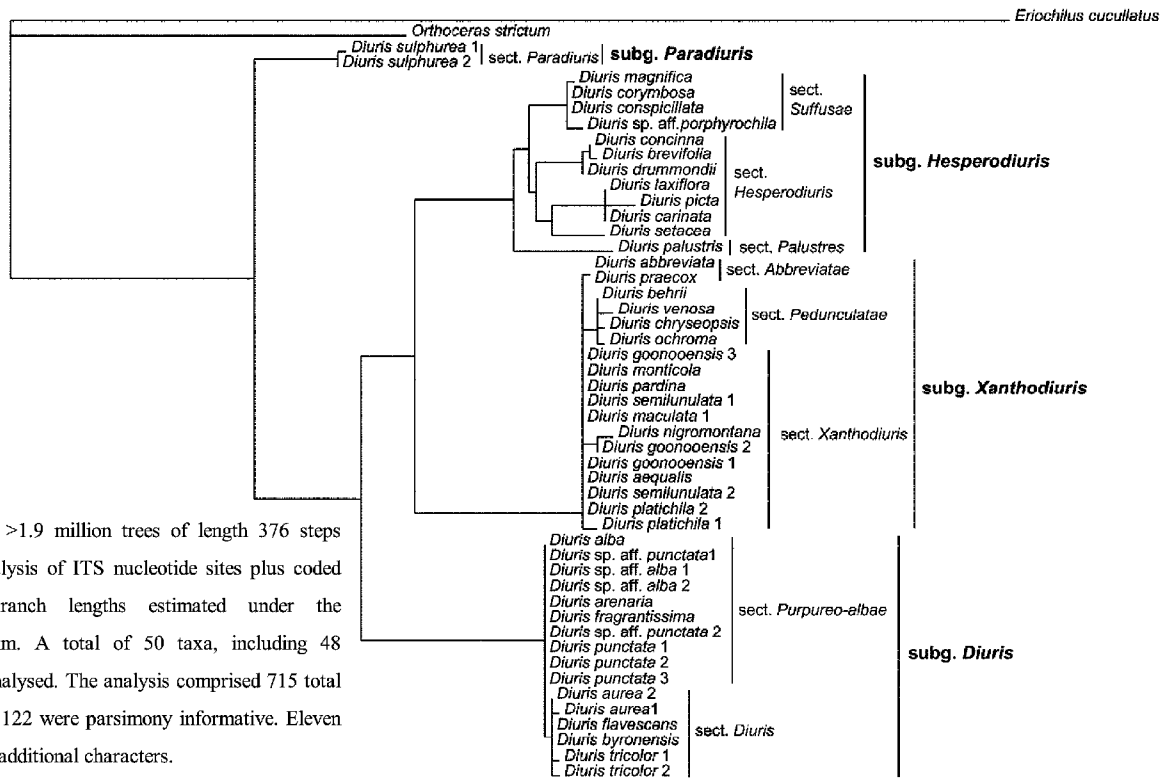 Eriochilus cucullatus
Orthoceras strictum
Diuris sulphurea 1
Diuris sulphurea 2
sect. Paradiuris
subg. Paradiuris
Diuris magnifica
Diuris corymbosa
Diuris conspicillata
Diuris sp. aff.porphyrochila
sect.
Suffusae
Diuris concinna
Diuris brevifolia
Diuris drummondii
Diuris laxiflora
Diuris picta
Diuris carinata
Diuris setacea
sect.
Hesperodiuris
Diuris palustris
sect. Palustres
subg. Hesperodiuris
Diuris abbreviata
Diuris praecox
sect. Abbreviatae
Diuris behrii
Diuris venosa
Diuris chryseopsis
Diuris ochroma
sect. Pedunculatae
Diuris goonooensis 3
Diuris monticola
Diuris pardina
Diuris semilunulata 1
Diuris maculata 1
Diuris nigromontana
Diuris goonooensis 2
Diuris goonooensis 1
Diuris aequalis
Diuris semilunulata 2
Diuris platichila 2
Diuris platichila 1
sect. Xanthodiuris
subg. Xanthodiuris
Diuris alba
Diuris sp. aff. punctata1
Diuris sp. aff. alba 1
Diuris sp. aff. alba 2
Diuris arenaria
Diuris fragrantissima
Diuris sp. aff. punctata 2
Diuris punctata 1
Diuris punctata 2
Diuris punctata 3
sect. Purpureo-albae
Diuris aurea 2
Diuris aurea1
Diuris flavescans
Diuris byronensis
Diuris tricolor 1
Diuris tricolor 2
sect. Diuris
subg. Diuris
>1.9 million trees of length 376 steps
lysis of ITS nucleotide sites plus coded
ranch lengths estimated under the
m. A total of 50 taxa, including 48
nalysed. The analysis comprised 715 total
122 were parsimony informative. Eleven
additional characters.